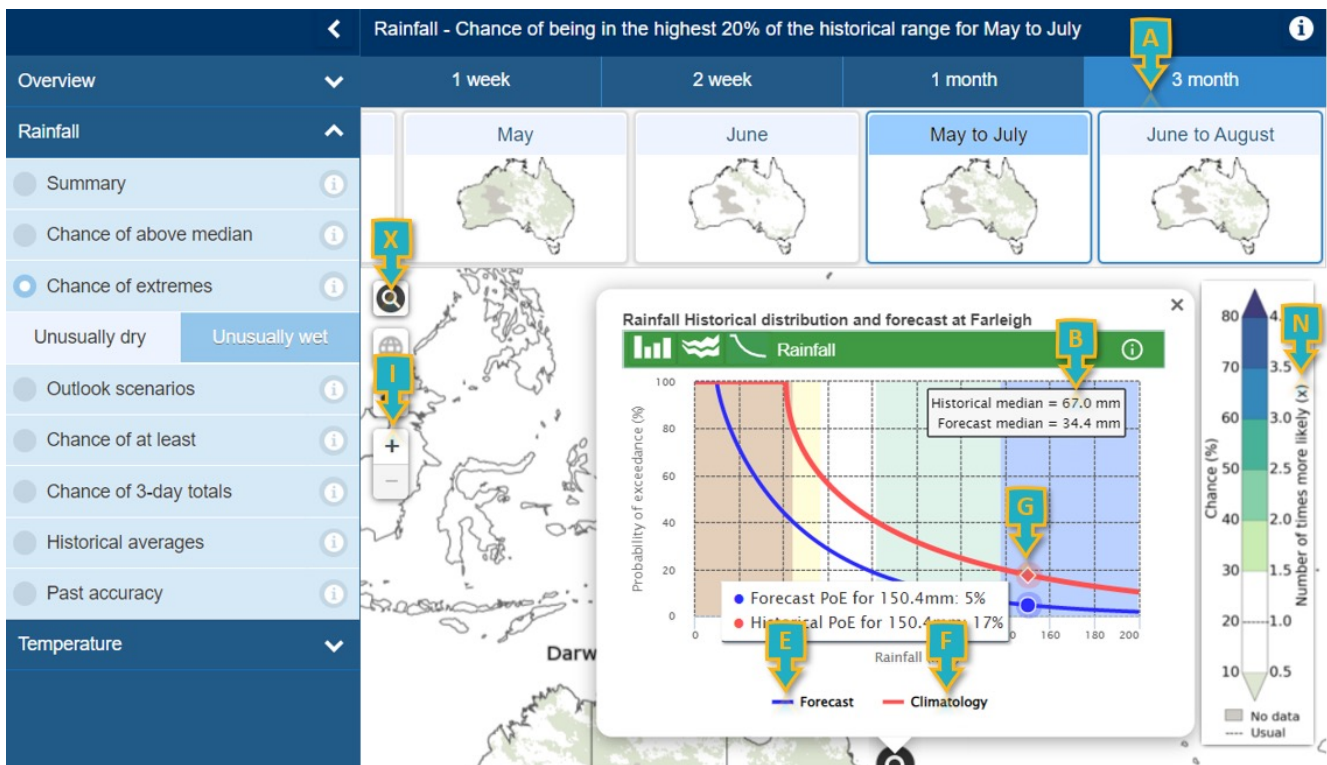 Rainfall - Chance of being in the highest 20% of the historical range for May to July
A
Overview
1 week
2 week
1 month
3 month
Rainfall
May
June
May to July
June to August
Summary
Chance of above median
Chance of extremes
Unusually dry
Unusually wet
Outlook scenarios
Chance of at least
Chance of 3-day totals
Historical averages
Past accuracy
Temperature
X
I
+
−
Darw
Rainfall Historical distribution and forecast at Farleigh
Rainfall
B
Historical median = 67.0 mm
Forecast median = 34.4 mm
Probability of exceedance (%)
100
80
60
40
20
0
G
Forecast PoE for 150.4mm: 5%
Historical PoE for 150.4mm: 17%
0
160
180
200
E
F
Rainfall
Forecast
Climatology
N
Chance (%)
80
70
60
50
40
30
20
10
4.
3.5
3.0
2.5
2.0
1.5
1.0
0.5
Number of times more likely (x)
No data
Usual